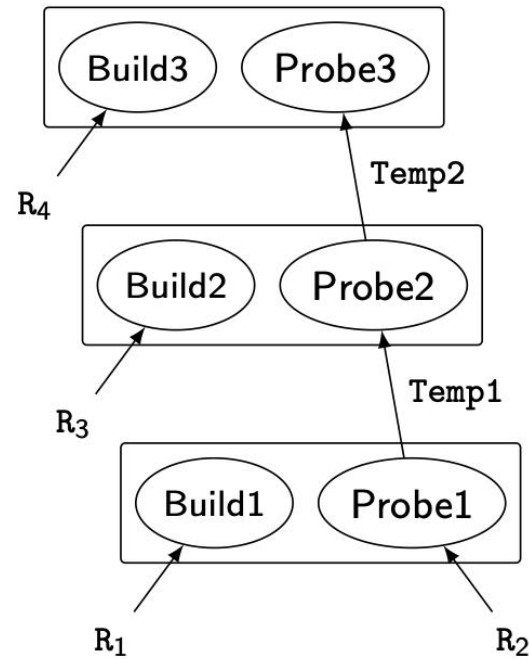 Build3 Probe3
Temp2
R₄
Build2 Probe2
Temp1
R₃
Build1 Probe1
R₁ R₂